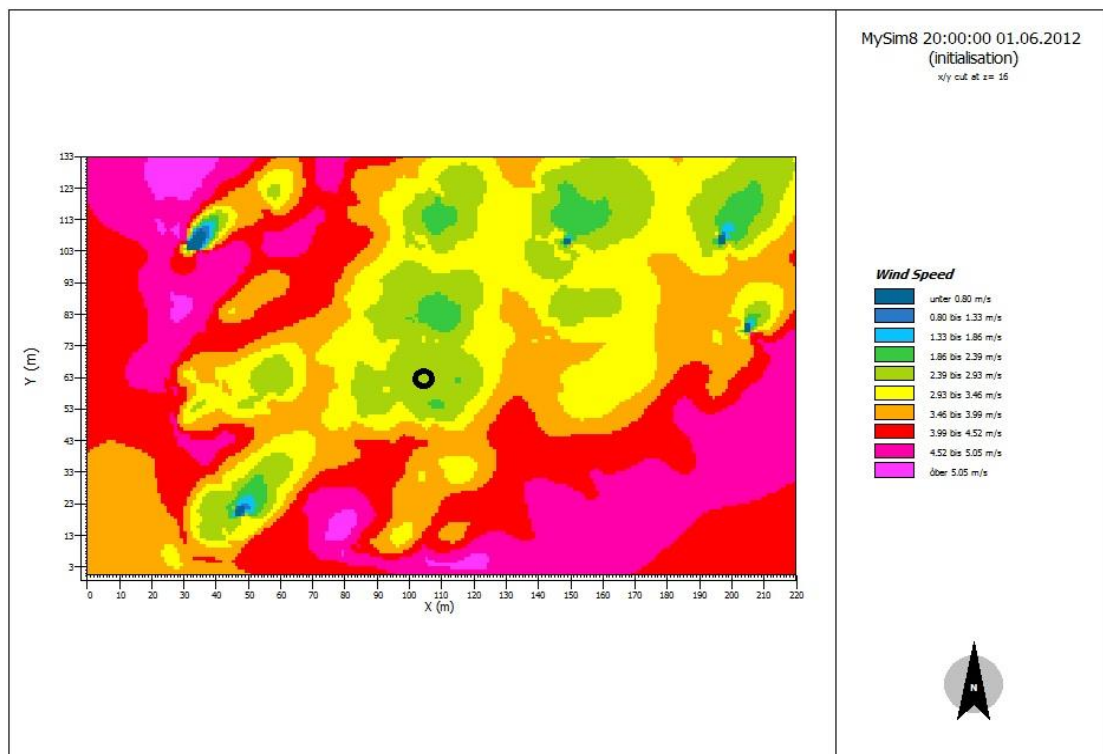 MySim8 20:00:00 01.06.2012
(initialisation)
x/y cut at z= 16
133
123
113
103
93
83
73
63
53
43
33
23
13
3
Y (m)
0 10 20 30 40 50 60 70 80 90 100 110 120 130 140 150 160 170 180 190 200 210 220
X (m)
Wind Speed
unter 0.80 m/s
0.80 bis 1.33 m/s
1.33 bis 1.86 m/s
1.86 bis 2.39 m/s
2.39 bis 2.93 m/s
2.93 bis 3.46 m/s
3.46 bis 3.99 m/s
3.99 bis 4.52 m/s
4.52 bis 5.05 m/s
óber 5.05 m/s
N